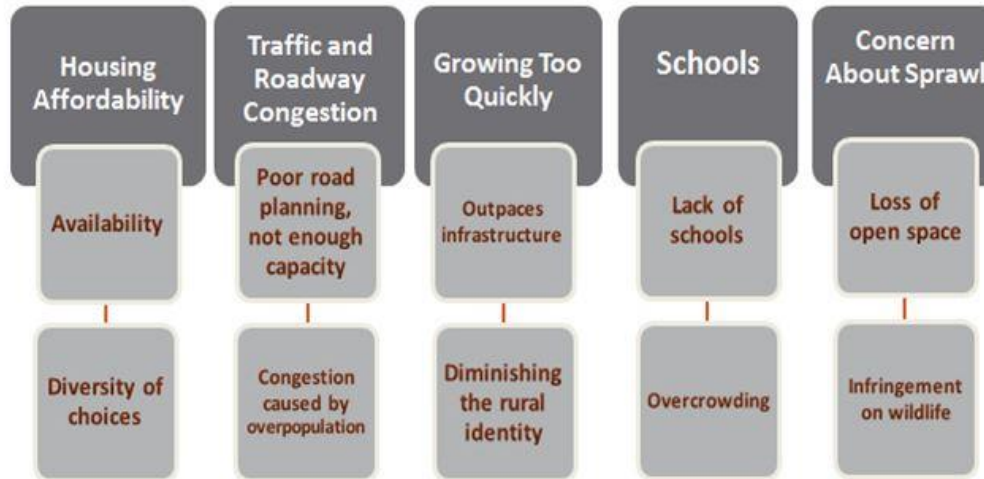 Housing
Affordability
Traffic and
Roadway
Congestion
Growing Too
Quickly
Schools
Concern
About Sprawl
Availability
Poor road
planning,
not enough
capacity
Outpaces
infrastructure
Lack of
schools
Loss of
open space
Diversity of
choices
Congestion
caused by
overpopulation
Diminishing
the rural
identity
Overcrowding
Infringement
on wildlife